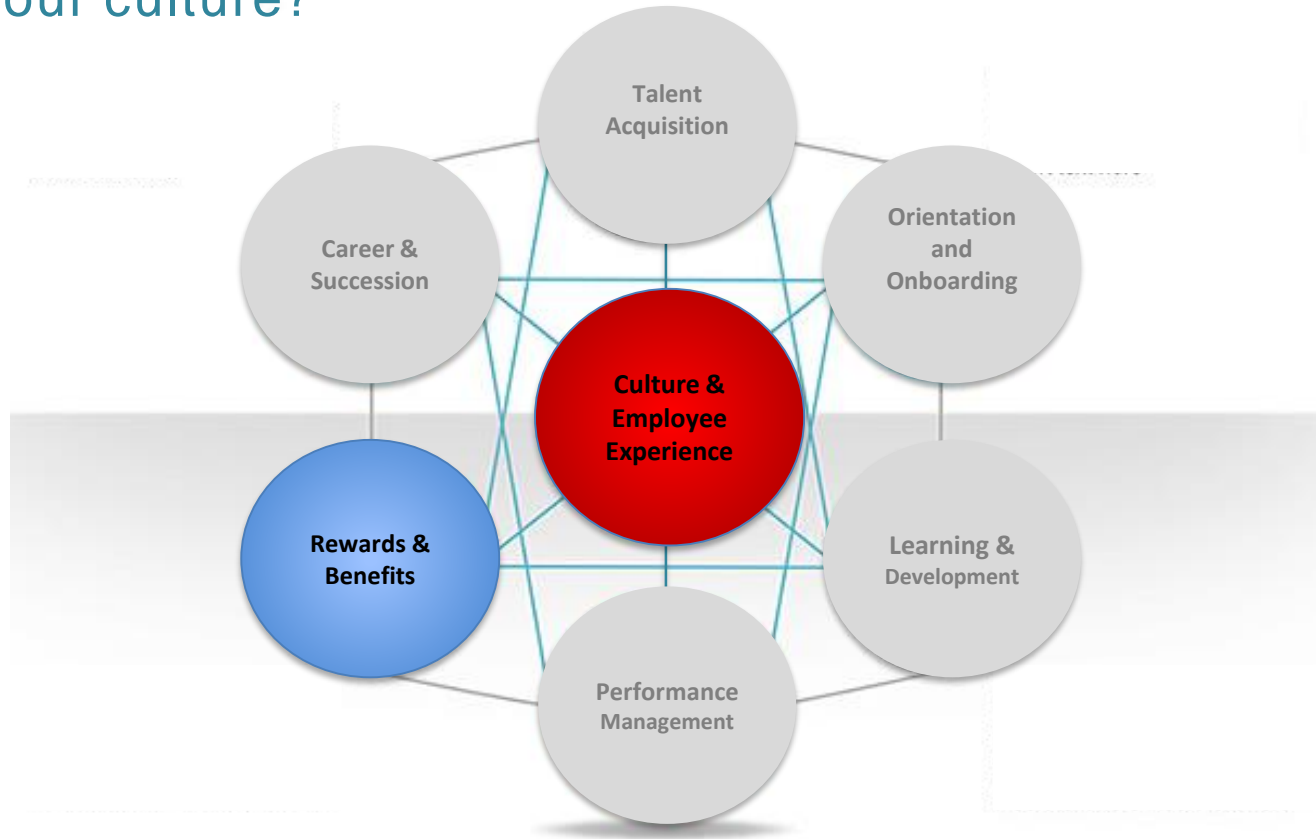 our culture?
Talent
Acquisition
Career &
Succession
Orientation
and
Onboarding
Culture &
Employee
Experience
Rewards &
Benefits
Learning &
Development
Performance
Management